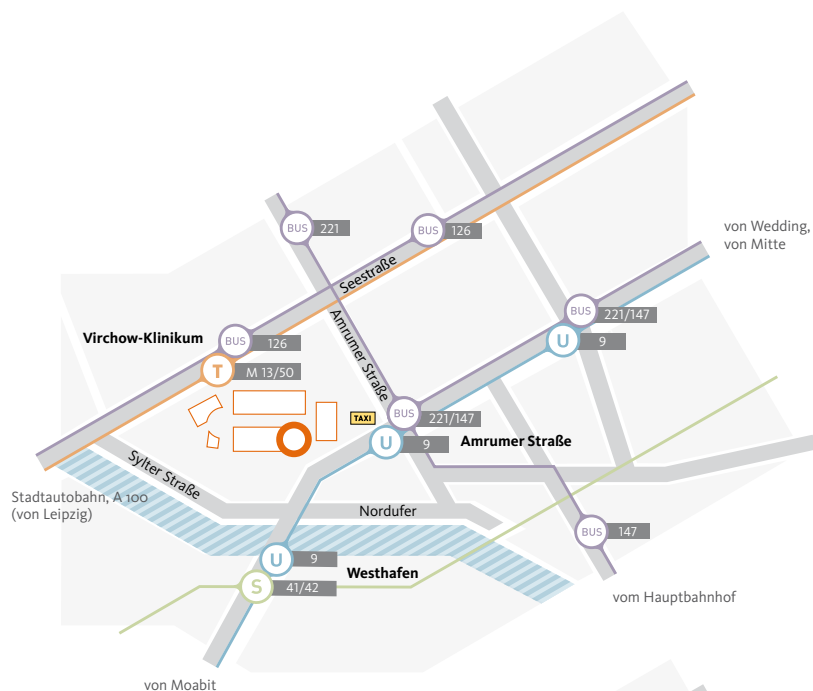 von Wedding,
von Mitte
BUS 221
BUS 126
Seestraße
Amrumer Straße
BUS 221/147
U 9
Virchow-Klinikum
BUS 126
T M 13/50
TAXI
BUS 221/147
U 9
Amrumer Straße
Sylter Straße
Stadtautobahn, A 100
(von Leipzig)
Nordufer
BUS 147
U 9
Westhafen
S 41/42
vom Hauptbahnhof
von Moabit